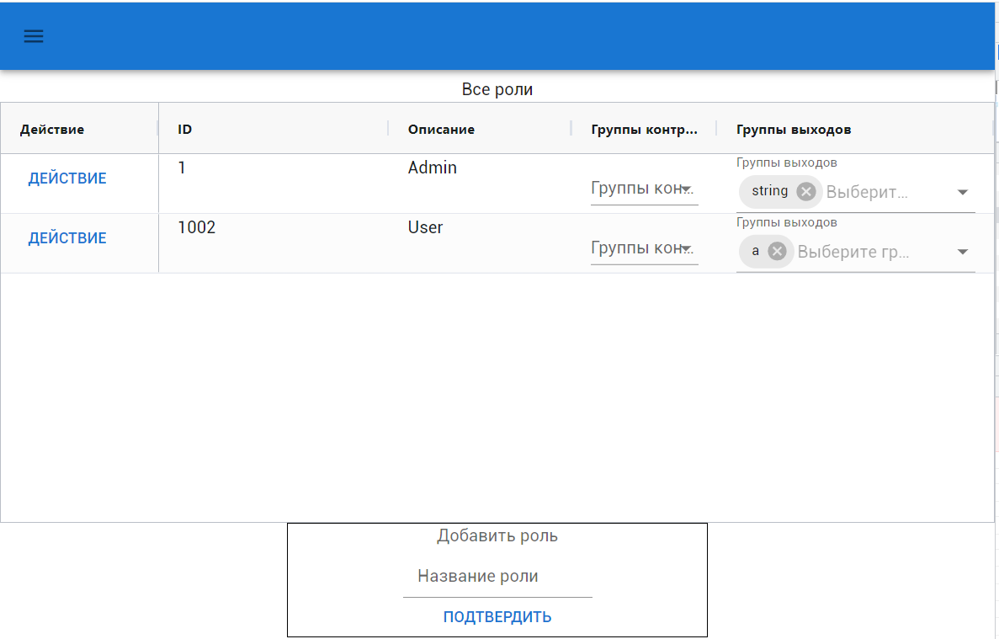 Все роли
Действие ID Описание Группы контр... Группы выходов
ДЕЙСТВИЕ 1 Admin Группы кон... Группы выходов
string Выберит...
ДЕЙСТВИЕ 1002 User Группы кон... Группы выходов
a Выберите гр...
Добавить роль
Название роли
ПОДТВЕРДИТЬ